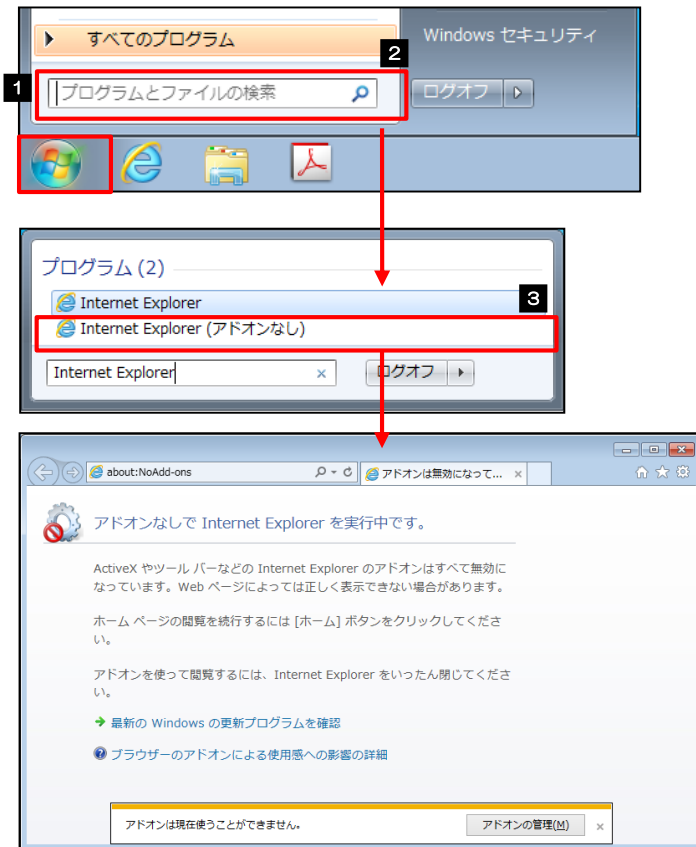 すべてのプログラム
Windows セキュリティ
2
1
プログラムとファイルの検索
ログオフ
プログラム (2)
Internet Explorer
3
Internet Explorer (アドオンなし)
Internet Explorer
ログオフ
about:NoAdd-ons
アドオンは無効になって...
アドオンなしで Internet Explorer を実行中です。
ActiveX やツール バーなどの Internet Explorer のアドオンはすべて無効に
なっています。Web ページによっては正しく表示できない場合があります。
ホーム ページの閲覧を続行するには [ホーム] ボタンをクリックしてくださ
い。
アドオンを使って閲覧するには、Internet Explorer をいったん閉じてくださ
い。
最新の Windows の更新プログラムを確認
ブラウザーのアドオンによる使用感への影響の詳細
アドオンは現在使うことができません。
アドオンの管理(M)